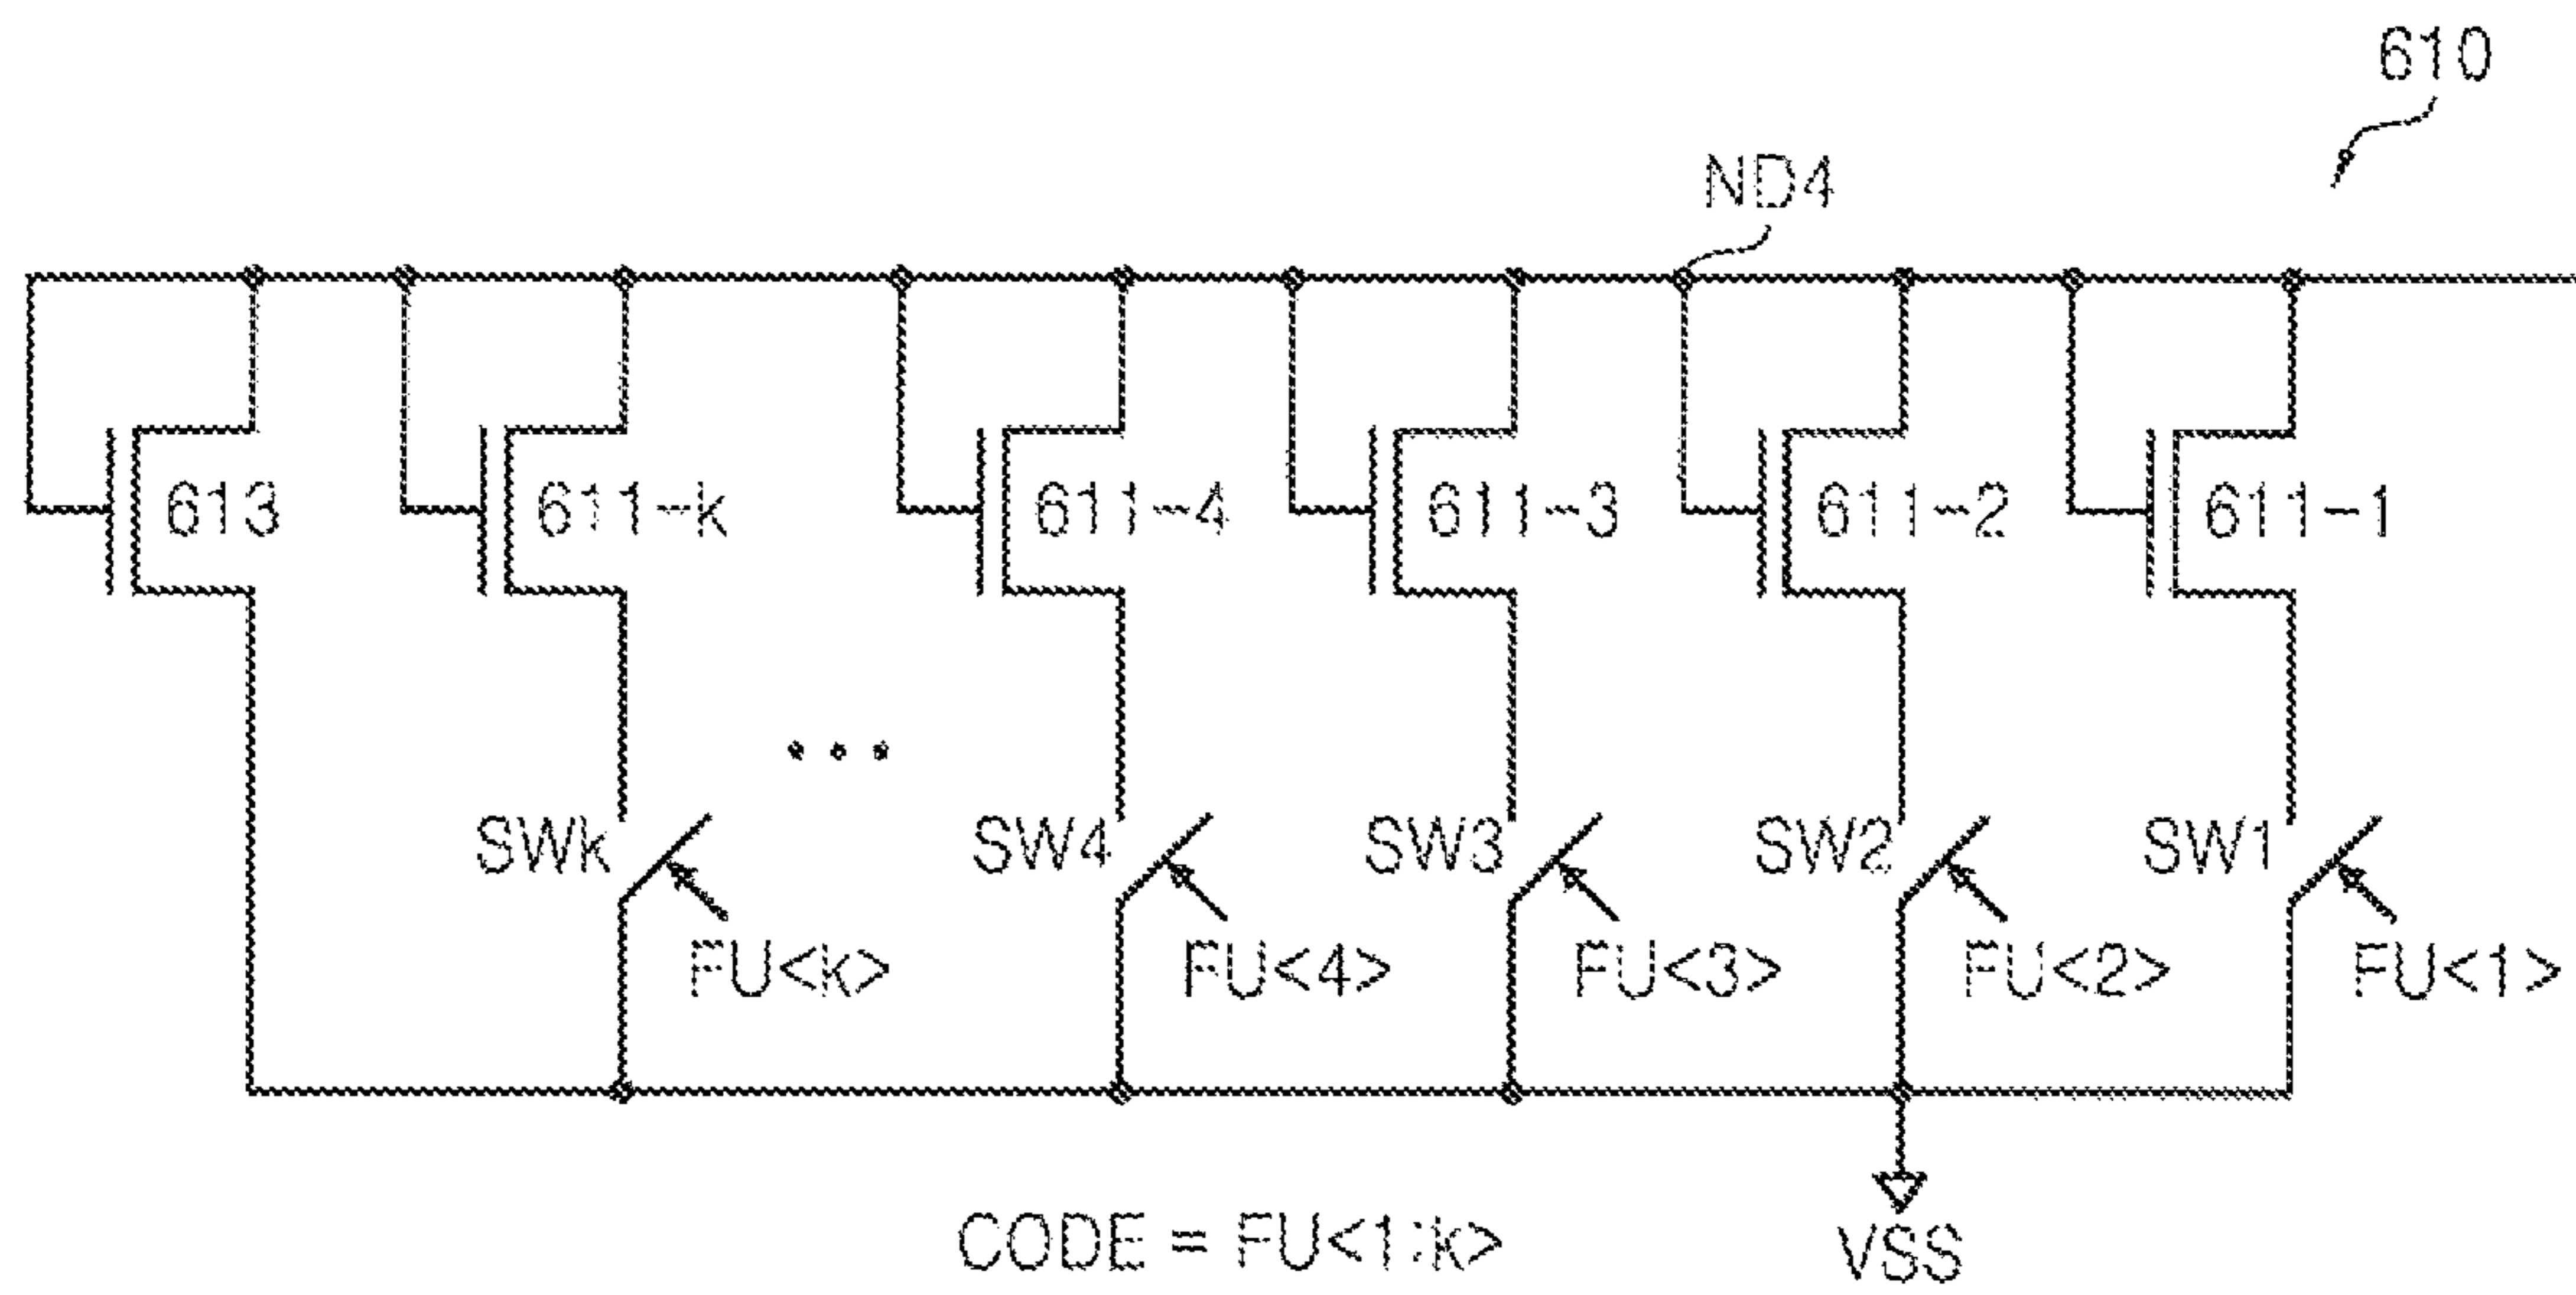 610
ND4
613
611-k
611-4
611-3
611-2
611-1
...
SWk
SW4
SW3
SW2
SW1
FU<k>
FU<4>
FU<3>
FU<2>
FU<1>
CODE = FU<1:k>
VSS